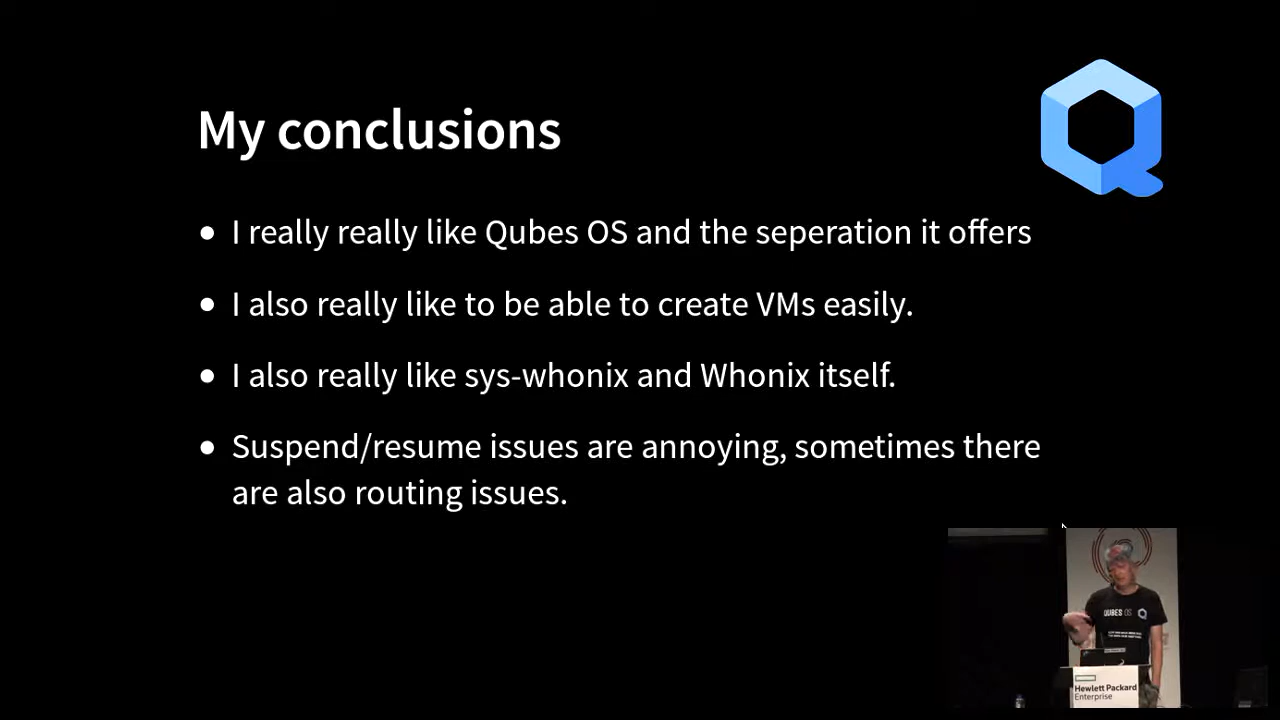 My conclusions
• I really really like Qubes OS and the seperation it offers
• I also really like to be able to create VMs easily.
• I also really like sys-whonix and Whonix itself.
• Suspend/resume issues are annoying, sometimes there
are also routing issues.
QUBES OS
Hewlett Packard
Enterprise